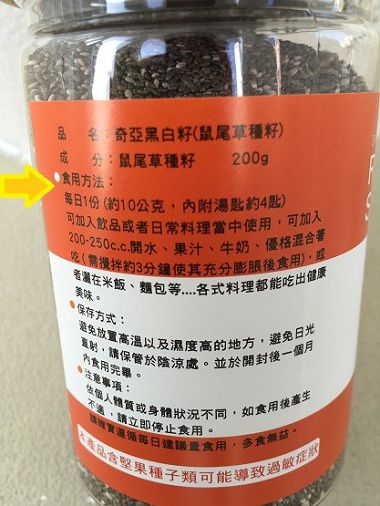 品　　名：奇亞黑白籽(鼠尾草種籽)
成　　分：鼠尾草種籽　　200g
●食用方法：
每日1份(約10公克，內附湯匙約4匙)
可加入飲品或者日常料理當中使用，可加入
200-250c.c.開水、果汁、牛奶、優格混合著
吃(需攪拌約3分鐘使其充分膨脹後食用)，或
者灑在米飯、麵包等....各式料理都能吃出健康
美味。
●保存方式：
避免放置高溫以及濕度高的地方，避免日光
直射，請保管於陰涼處。並於開封後一個月
內食用完畢。
●注意事項：
依個人體質或身體狀況不同，如食用後產生
不適，請立即停止食用。
請確實遵循每日建議量食用，多食無益。
本產品含堅果種子類可能導致過敏症狀